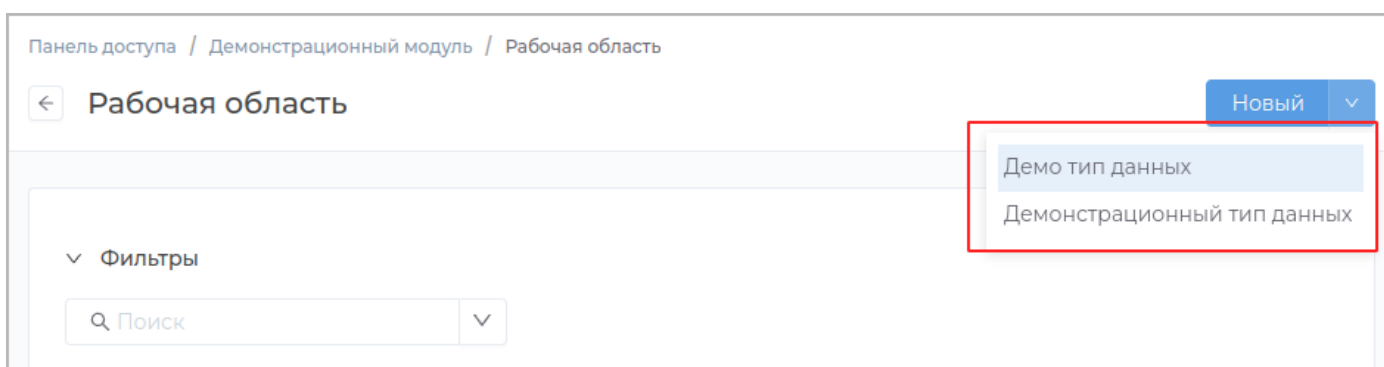 Панель доступа / Демонстрационный модуль / Рабочая область
Рабочая область
Новый
Демо тип данных
Демонстрационный тип данных
Фильтры
Поиск